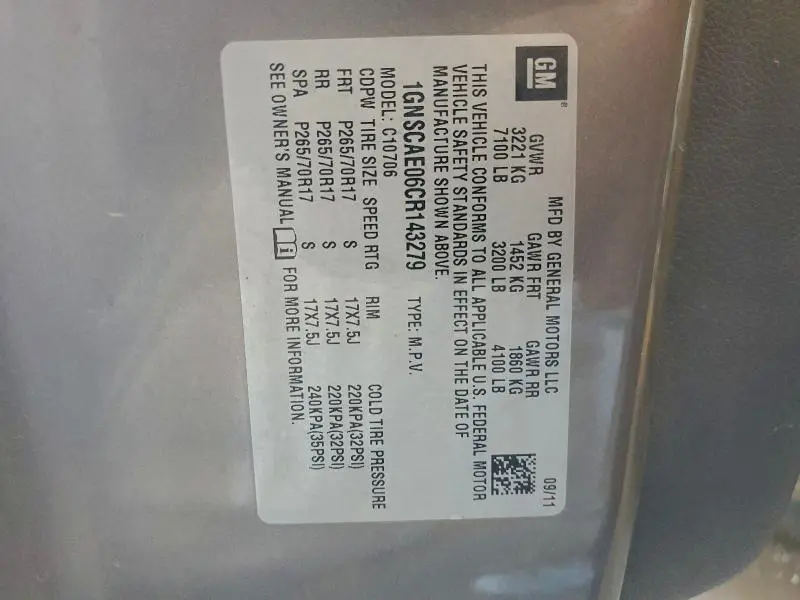 GM ®
MFD BY GENERAL MOTORS LLC 09/11
GVWR GAWR FRT GAWR RR
3221 KG 1452 KG 1860 KG
7100 LB 3200 LB 4100 LB
THIS VEHICLE CONFORMS TO ALL APPLICABLE U.S. FEDERAL MOTOR
VEHICLE SAFETY STANDARDS IN EFFECT ON THE DATE OF
MANUFACTURE SHOWN ABOVE.
1GNSCAE06CR143279 TYPE: M.P.V.
MODEL: C10706
CDPW TIRE SIZE SPEED RTG RIM COLD TIRE PRESSURE
FRT P265/70R17 S 17X7.5J 220KPA(32PSI)
RR P265/70R17 S 17X7.5J 220KPA(32PSI)
SPA P265/70R17 S 17X7.5J 240KPA(35PSI)
SEE OWNER'S MANUAL i FOR MORE INFORMATION.